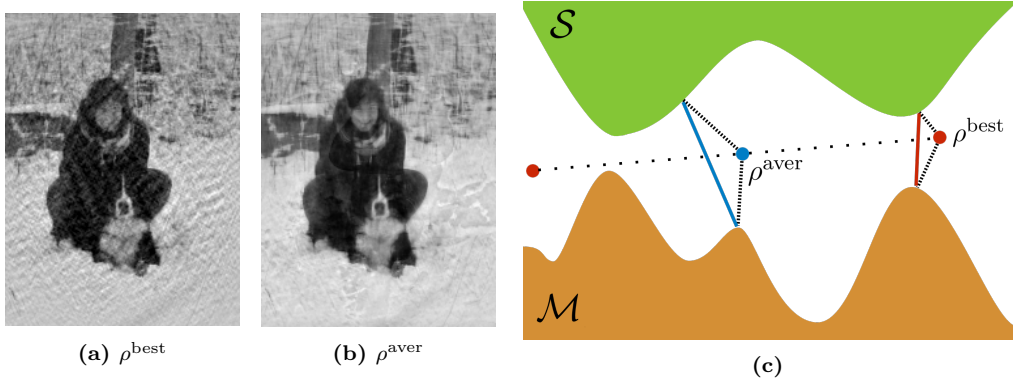 𝒮
ρ^best
ρ^aver
ℳ
(a) ρ^best
(b) ρ^aver
(c)